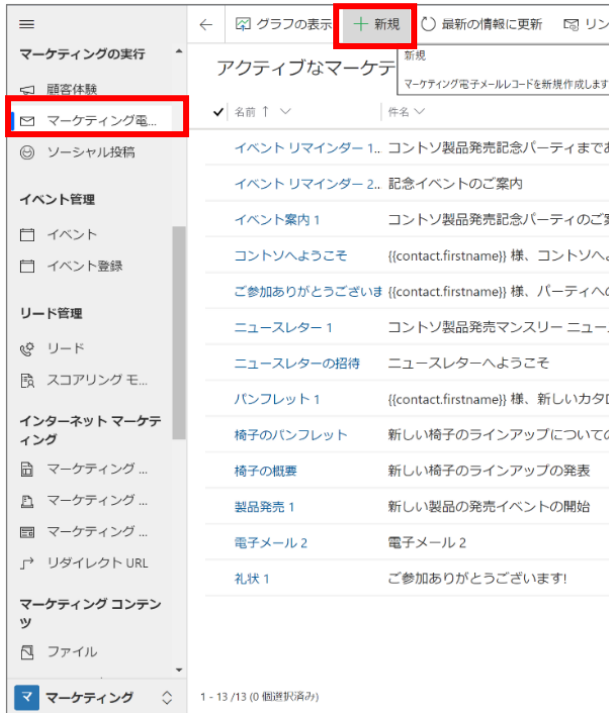 グラフの表示
新規
最新の情報に更新
リン
マーケティングの実行
顧客体験
マーケティング電...
ソーシャル投稿
イベント管理
イベント
イベント登録
リード管理
リード
スコアリング モ...
インターネット マーケテ
ィング
マーケティング ...
マーケティング ...
マーケティング ...
リダイレクト URL
マーケティング コンテン
ツ
ファイル
マ マーケティング
アクティブなマーケテ
新規
マーケティング電子メールレコードを新規作成します
名前 ↑ 件名
イベント リマインダー 1... コントソ製品発売記念パーティまであ
イベント リマインダー 2... 記念イベントのご案内
イベント案内 1 コントソ製品発売記念パーティのご案
コントソへようこそ {{contact.firstname}} 様、コントソへよ
ご参加ありがとうございま {{contact.firstname}} 様、パーティへの
ニュースレター 1 コントソ製品発売マンスリー ニュー
ニュースレターの招待 ニュースレターへようこそ
パンフレット 1 {{contact.firstname}} 様、新しいカタロ
椅子のパンフレット 新しい椅子のラインアップについての
椅子の概要 新しい椅子のラインアップの発表
製品発売 1 新しい製品の発売イベントの開始
電子メール 2 電子メール 2
礼状 1 ご参加ありがとうございます!
1 - 13 /13 (0 個選択済み)